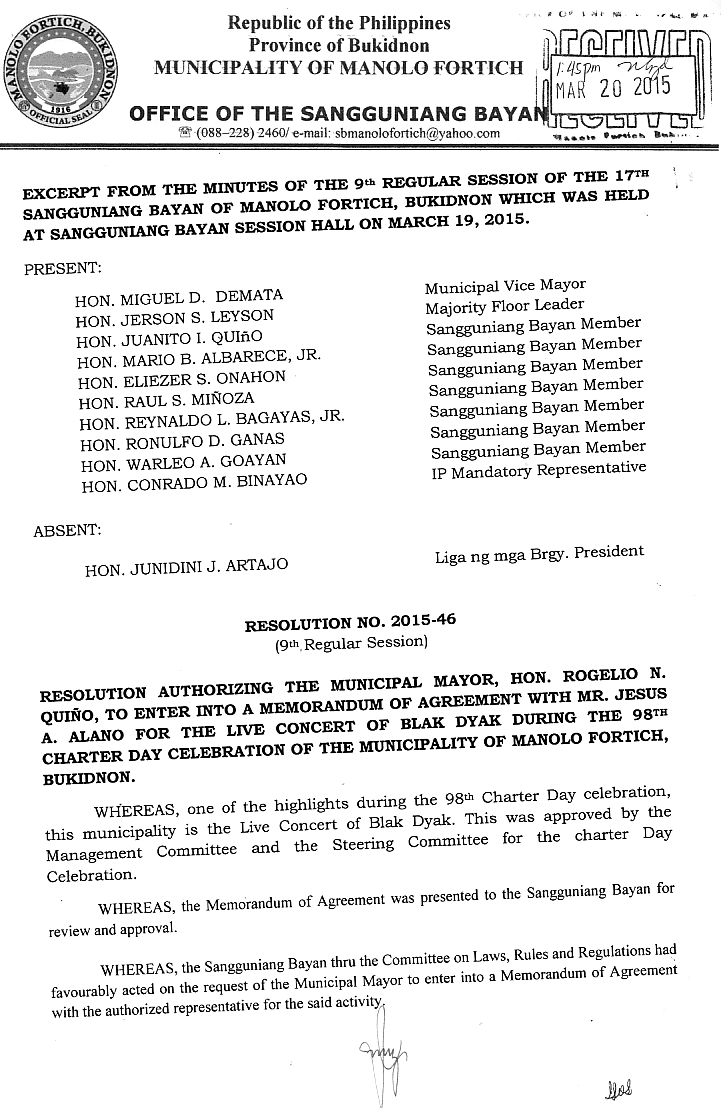 Republic of the Philippines
Province of Bukidnon
MUNICIPALITY OF MANOLO FORTICH
OFFICE OF THE SANGGUNIANG BAYAN
☏ (088-228) 2460/ e-mail: sbmanolofortich@yahoo.com
MANOLO FORTICH, BUKIDNON
1916
OFFICIAL SEAL
RECEIVED
1:45pm
MAR 20 2015
Manolo Fortich Buk
EXCERPT FROM THE MINUTES OF THE 9th REGULAR SESSION OF THE 17TH
SANGGUNIANG BAYAN OF MANOLO FORTICH, BUKIDNON WHICH WAS HELD
AT SANGGUNIANG BAYAN SESSION HALL ON MARCH 19, 2015.
PRESENT:
HON. MIGUEL D. DEMATA Municipal Vice Mayor
HON. JERSON S. LEYSON Majority Floor Leader
HON. JUANITO I. QUIñO Sangguniang Bayan Member
HON. MARIO B. ALBARECE, JR. Sangguniang Bayan Member
HON. ELIEZER S. ONAHON Sangguniang Bayan Member
HON. RAUL S. MIÑOZA Sangguniang Bayan Member
HON. REYNALDO L. BAGAYAS, JR. Sangguniang Bayan Member
HON. RONULFO D. GANAS Sangguniang Bayan Member
HON. WARLEO A. GOAYAN Sangguniang Bayan Member
HON. CONRADO M. BINAYAO IP Mandatory Representative
ABSENT:
HON. JUNIDINI J. ARTAJO Liga ng mga Brgy. President
RESOLUTION NO. 2015-46
(9th Regular Session)
RESOLUTION AUTHORIZING THE MUNICIPAL MAYOR, HON. ROGELIO N.
QUIÑO, TO ENTER INTO A MEMORANDUM OF AGREEMENT WITH MR. JESUS
A. ALANO FOR THE LIVE CONCERT OF BLAK DYAK DURING THE 98TH
CHARTER DAY CELEBRATION OF THE MUNICIPALITY OF MANOLO FORTICH,
BUKIDNON.
WHEREAS, one of the highlights during the 98th Charter Day celebration,
this municipality is the Live Concert of Blak Dyak. This was approved by the
Management Committee and the Steering Committee for the charter Day
Celebration.
WHEREAS, the Memorandum of Agreement was presented to the Sangguniang Bayan for
review and approval.
WHEREAS, the Sangguniang Bayan thru the Committee on Laws, Rules and Regulations had
favourably acted on the request of the Municipal Mayor to enter into a Memorandum of Agreement
with the authorized representative for the said activity.